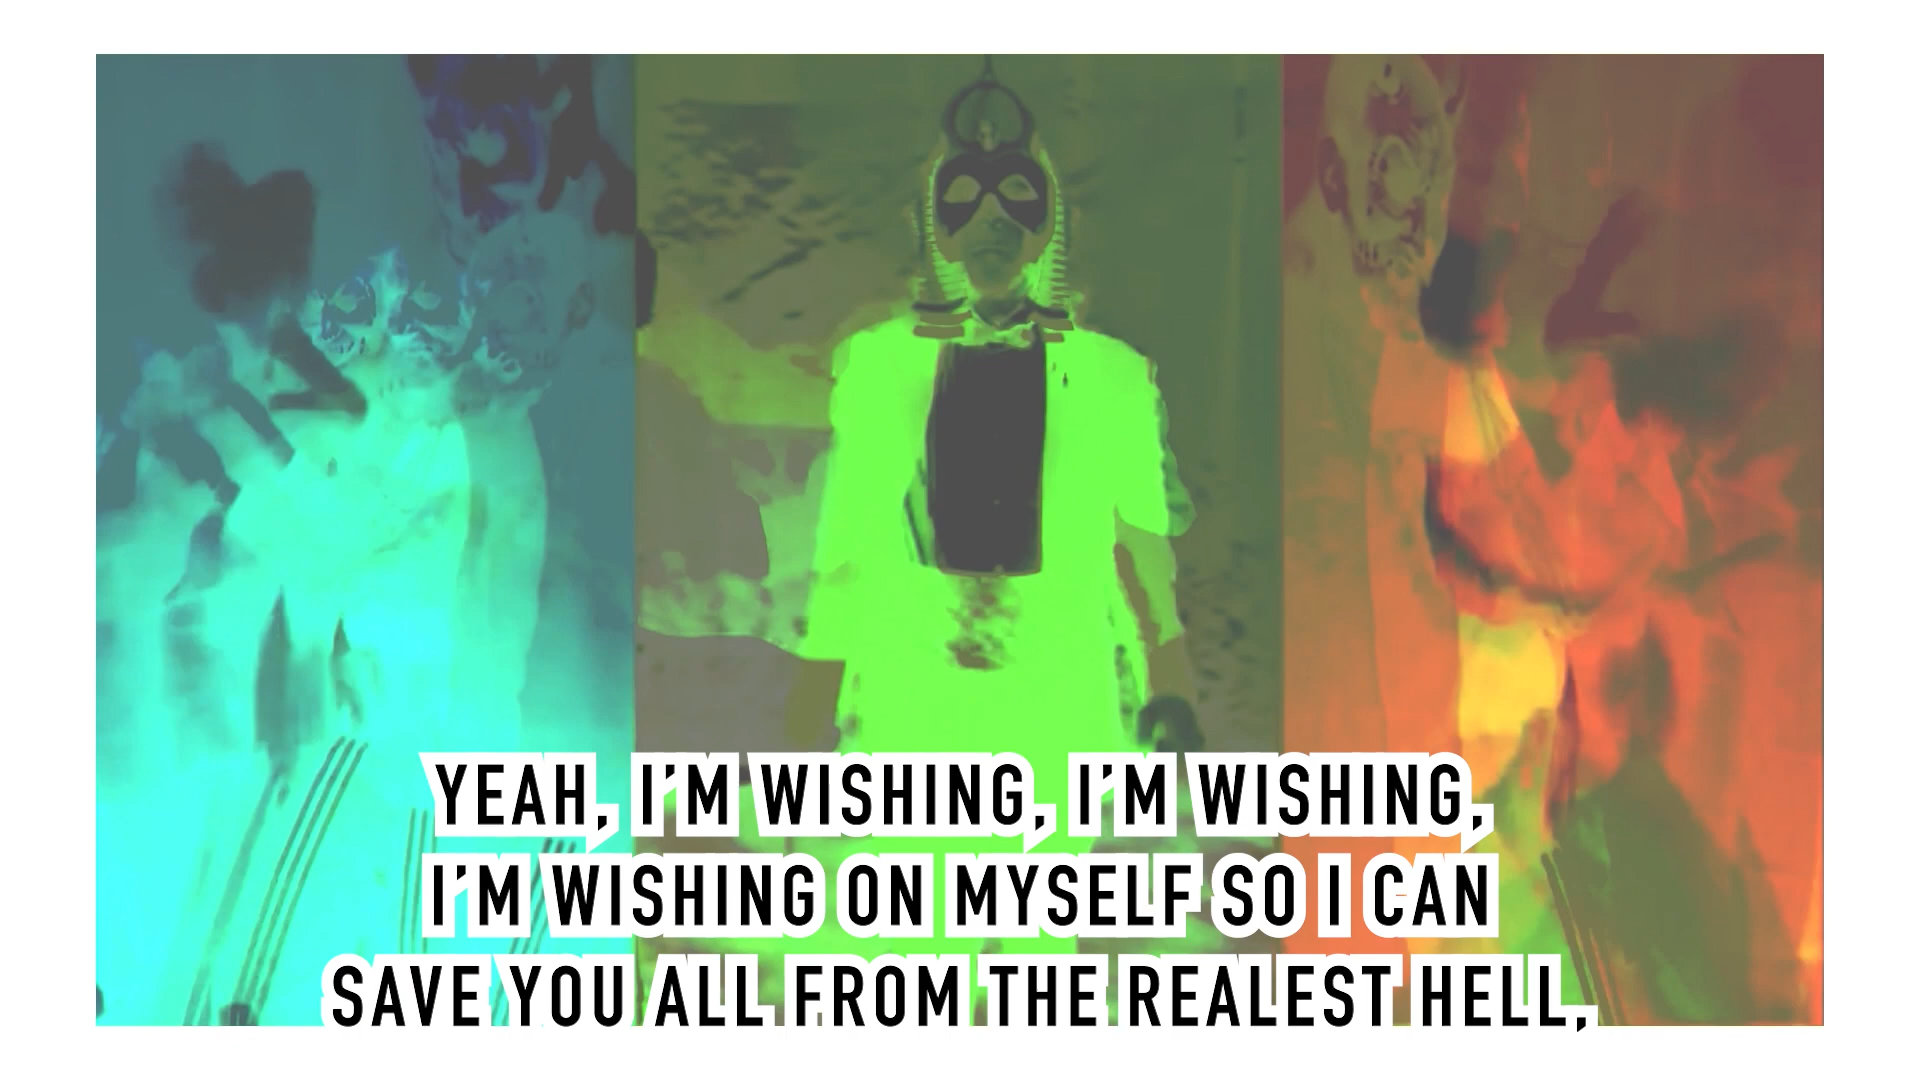 YEAH, I'M WISHING, I'M WISHING,
I'M WISHING ON MYSELF SO I CAN
SAVE YOU ALL FROM THE REALEST HELL,